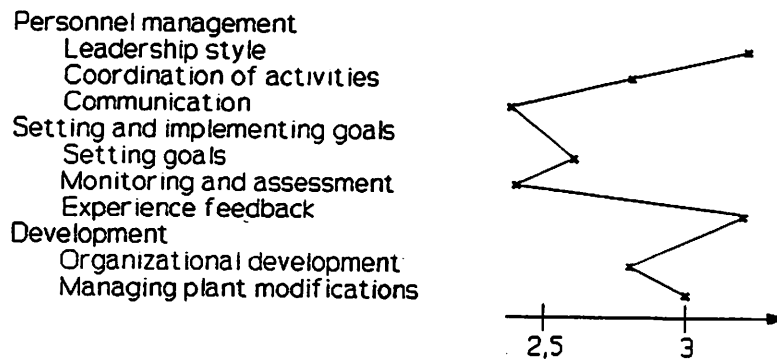 Personnel management
Leadership style
Coordination of activities
Communication
Setting and implementing goals
Setting goals
Monitoring and assessment
Experience feedback
Development
Organizational development
Managing plant modifications
2,5 3